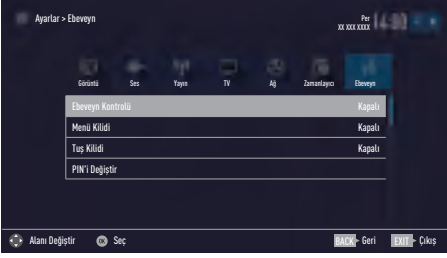 Ayarlar > Ebeveyn
Per
XX XXX XXXX
Görüntü Ses Yayın TV Ağ Zamanlayıcı Ebeveyn
Ebeveyn Kontrolü Kapalı
Menü Kilidi Kapalı
Tuş Kilidi Kapalı
PIN'i Değiştir
Alanı Değiştir OK Seç BACK Geri EXIT Çıkış